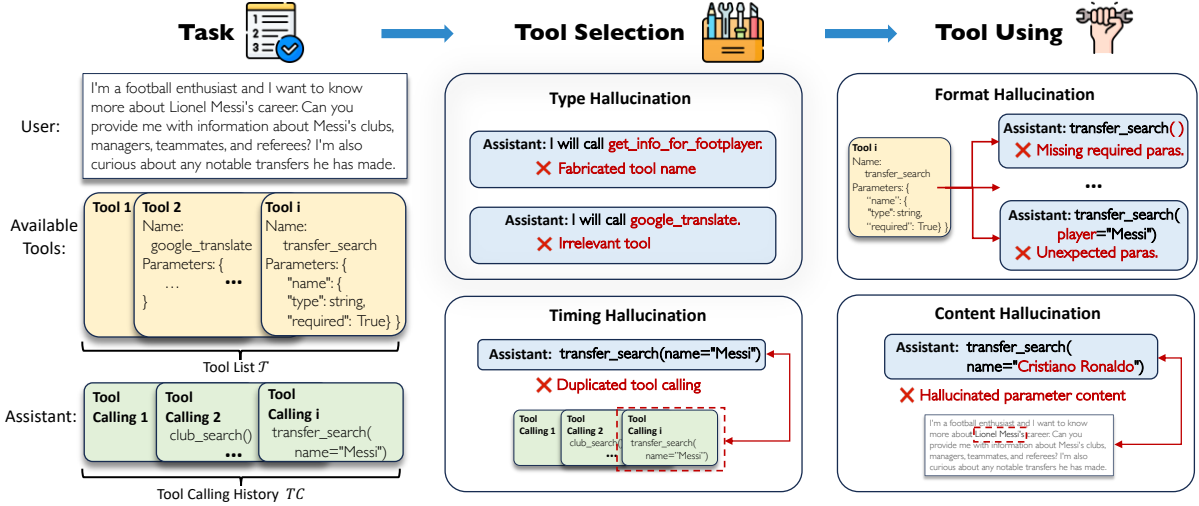 Task
1
2
3
Tool Selection
Tool Using
User:
I'm a football enthusiast and I want to know
more about Lionel Messi's career. Can you
provide me with information about Messi's clubs,
managers, teammates, and referees? I'm also
curious about any notable transfers he has made.
Available
Tools:
Tool 1
Tool 2
Name:
google_translate
Parameters: {
...
}
...
Tool i
Name:
transfer_search
Parameters: {
"name": {
"type": string,
"required": True} }
Tool List 𝒯
Assistant:
Tool
Calling 1
Tool
Calling 2
club_search()
...
Tool
Calling i
transfer_search(
name="Messi")
Tool Calling History TC
Type Hallucination
Assistant: I will call get_info_for_footplayer.
Fabricated tool name
Assistant: I will call google_translate.
Irrelevant tool
Timing Hallucination
Assistant: transfer_search(name="Messi")
Duplicated tool calling
Tool
Calling 1
Tool
Calling 2
club_search()
...
Tool
Calling i
transfer_search(
name="Messi")
Format Hallucination
Tool i
Name:
transfer_search
Parameters: {
"name": {
"type": string,
"required": True} }
Assistant: transfer_search( )
Missing required paras.
...
Assistant: transfer_search(
player="Messi")
Unexpected paras.
Content Hallucination
Assistant: transfer_search(
name="Cristiano Ronaldo")
Hallucinated parameter content
I'm a football enthusiast and I want to know
more about Lionel Messi's career. Can you
provide me with information about Messi's clubs,
managers, teammates, and referees? I'm also
curious about any notable transfers he has made.